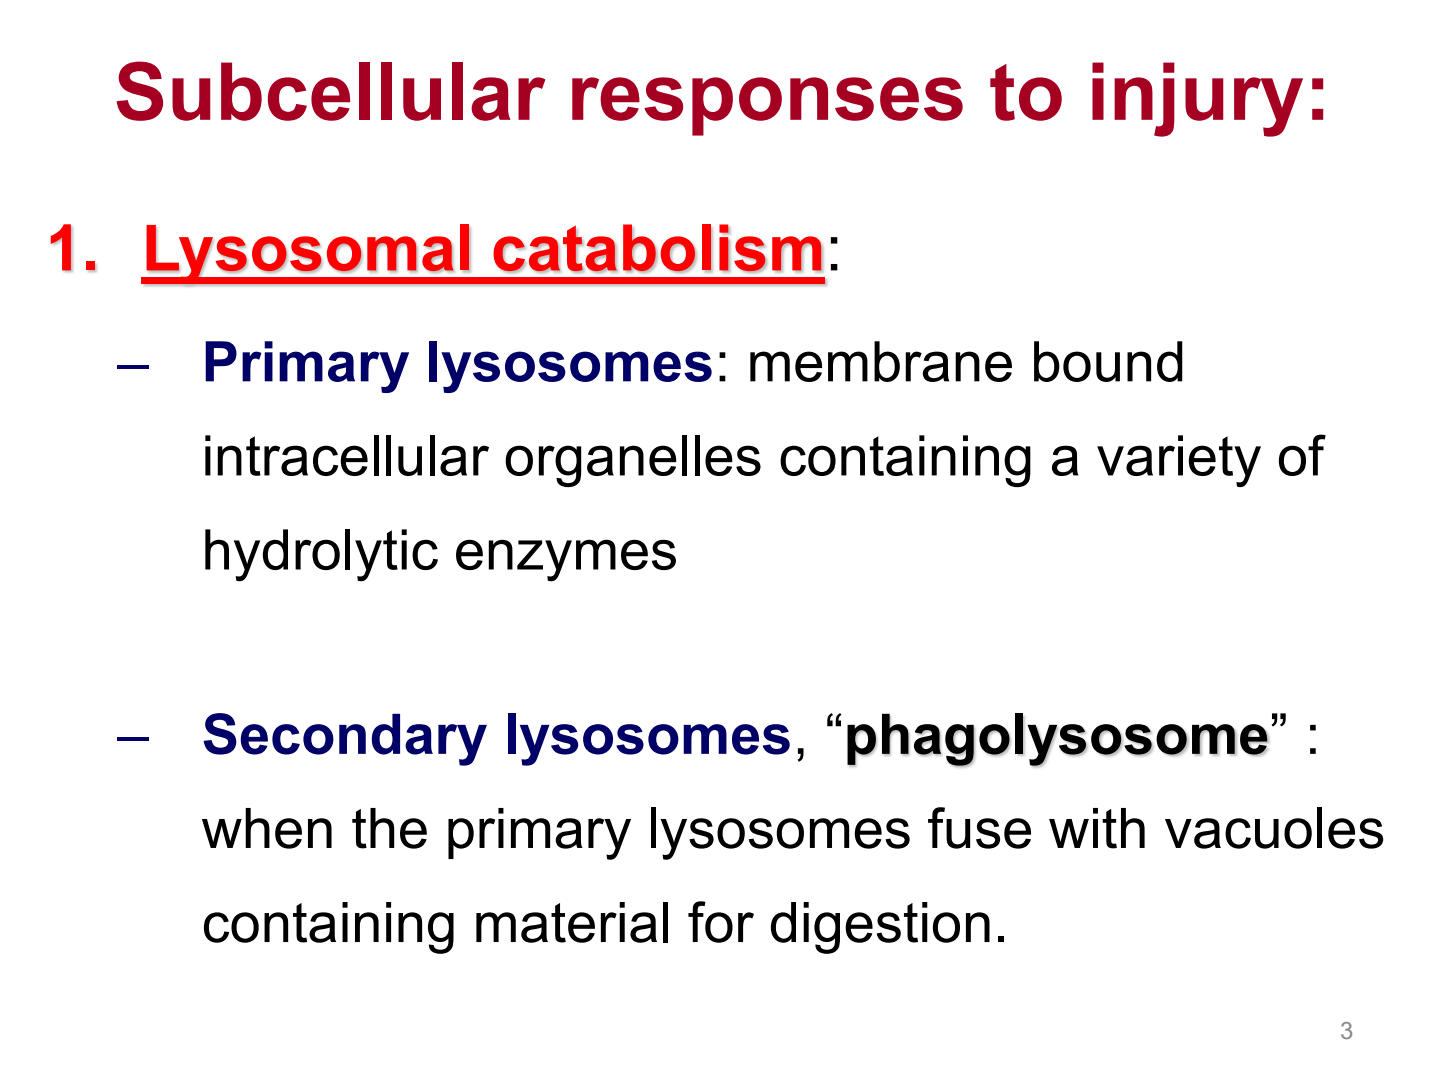 Subcellular responses to injury:
1. Lysosomal catabolism:
– Primary lysosomes: membrane bound
intracellular organelles containing a variety of
hydrolytic enzymes
– Secondary lysosomes, “phagolysosome” :
when the primary lysosomes fuse with vacuoles
containing material for digestion.
3